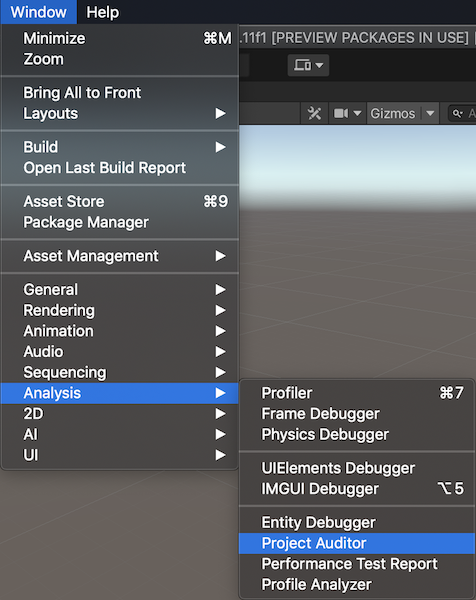 Window Help
Minimize ⌘M
.11f1 [PREVIEW PACKAGES IN USE]
Zoom
Bring All to Front
Layouts
Gizmos
Build
Open Last Build Report
Asset Store ⌘9
Package Manager
Asset Management
General
Rendering
Animation
Audio
Sequencing
Analysis
2D
AI
UI
Profiler ⌘7
Frame Debugger
Physics Debugger
UIElements Debugger
IMGUI Debugger ⌥5
Entity Debugger
Project Auditor
Performance Test Report
Profile Analyzer